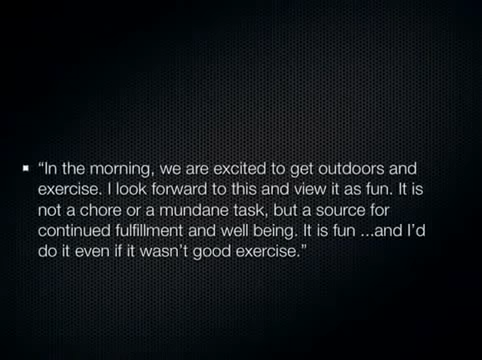 “In the morning, we are excited to get outdoors and
exercise. I look forward to this and view it as fun. It is
not a chore or a mundane task, but a source for
continued fulfillment and well being. It is fun ...and I’d
do it even if it wasn’t good exercise.”